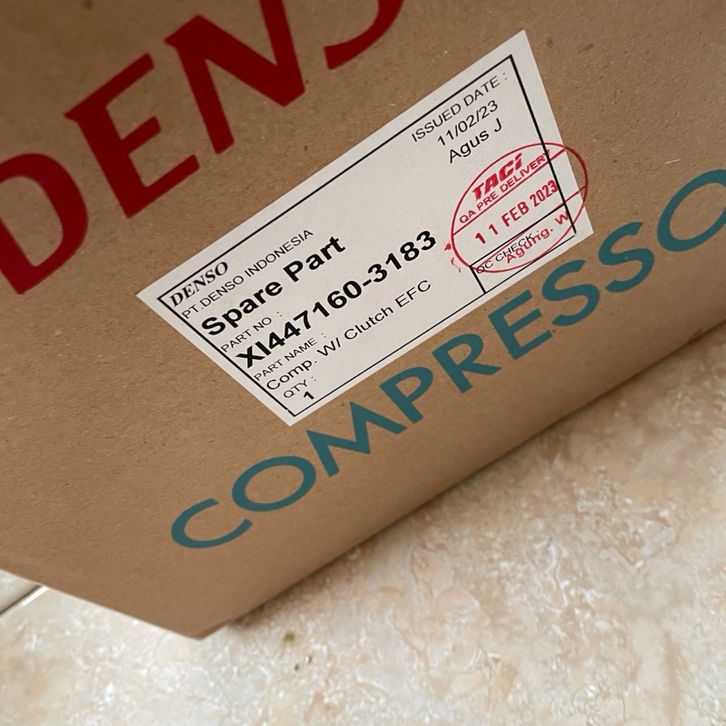 DENS
DENSO
PT.DENSO INDONESIA
Spare Part
PART NO :
XI447160-3183
PART NAME :
Comp. W/ Clutch EFC
QTY :
1
ISSUED DATE :
11/02/23
Agus J
TACi
QA PRE DELIVERY
11 FEB 2023
QC CHECK
Agung. W
COMPRESSO